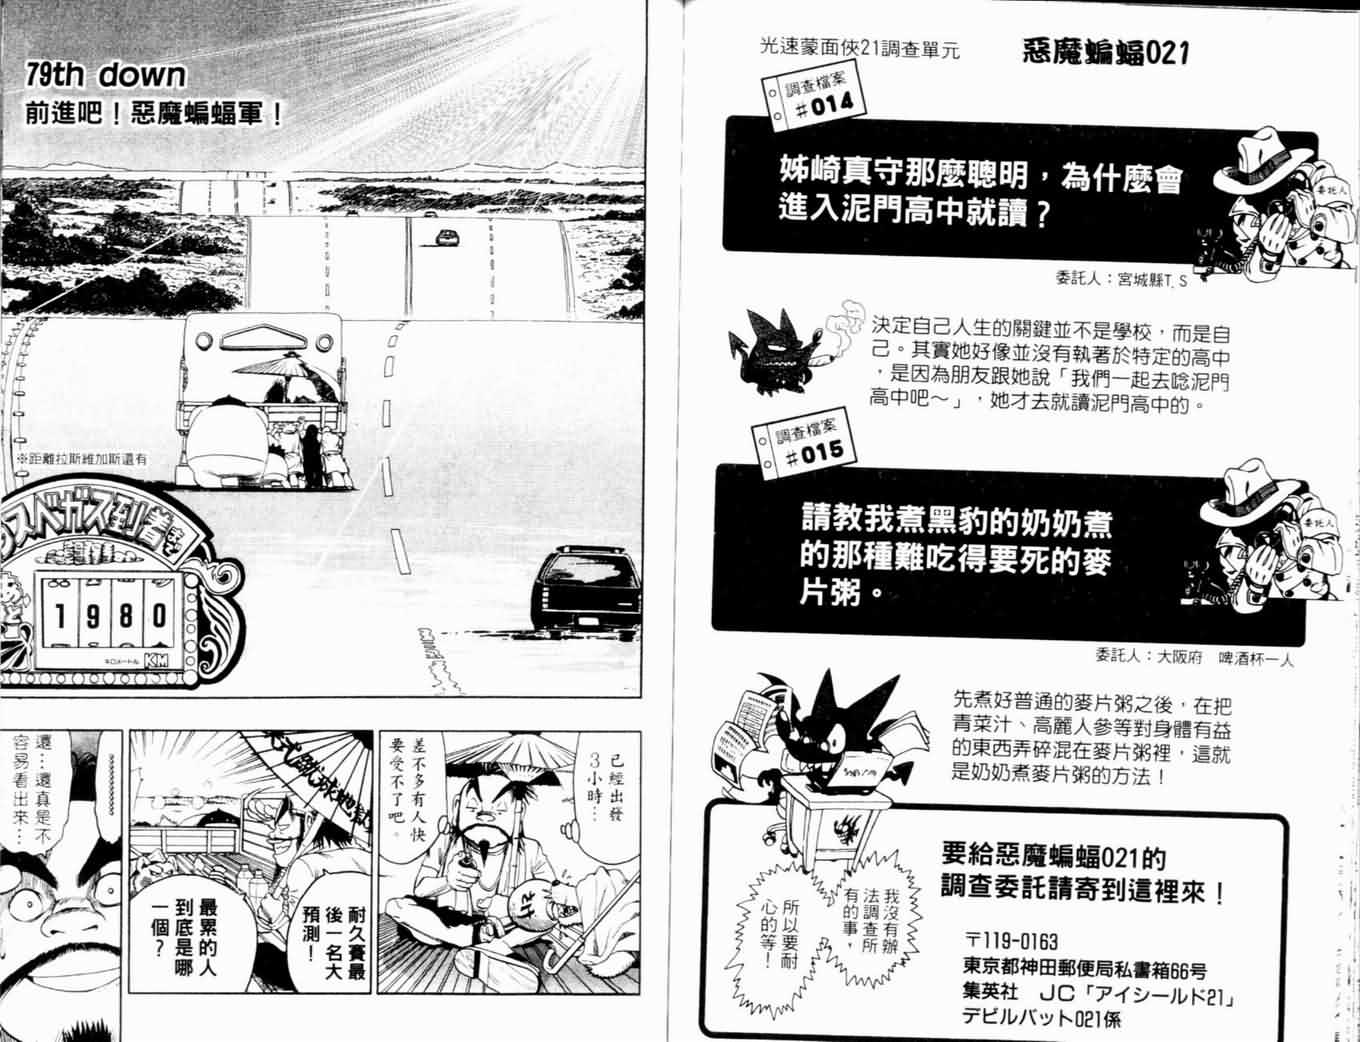 光速蒙面俠21調查單元
惡魔蝙蝠021
調查檔案
#014
姊崎真守那麼聰明，為什麼會
進入泥門高中就讀？
委託人
委託人：宮城縣T.S
決定自己人生的關鍵並不是學校，而是自
己。其實她好像並沒有執著於特定的高中
，是因為朋友跟她說「我們一起去唸泥門
高中吧～」，她才去就讀泥門高中的。
調查檔案
#015
請教我煮黑豹的奶奶煮
的那種難吃得要死的麥
片粥。
委託人
委託人：大阪府　啤酒杯一人
先煮好普通的麥片粥之後，在把
青菜汁、高麗人參等對身體有益
的東西弄碎混在麥片粥裡，這就
是奶奶煮麥片粥的方法！
我沒有辦
法調查所
有的事，
所以要耐
心的等！
要給惡魔蝙蝠021的
調查委託請寄到這裡來！
〒119-0163
東京都神田郵便局私書箱66号
集英社　JC「アイシールド21」
デビルバット021係
79th down
前進吧！惡魔蝙蝠軍！
※距離拉斯維加斯還有
スベガス到着まで
1980
キロメートル KM
已經出發
3小時…
差不多有人快
要受不了吧。
耐久賽最
後一名大
預測！
最累的人
到底是哪
一個？
還…還真是不
容易看出來…